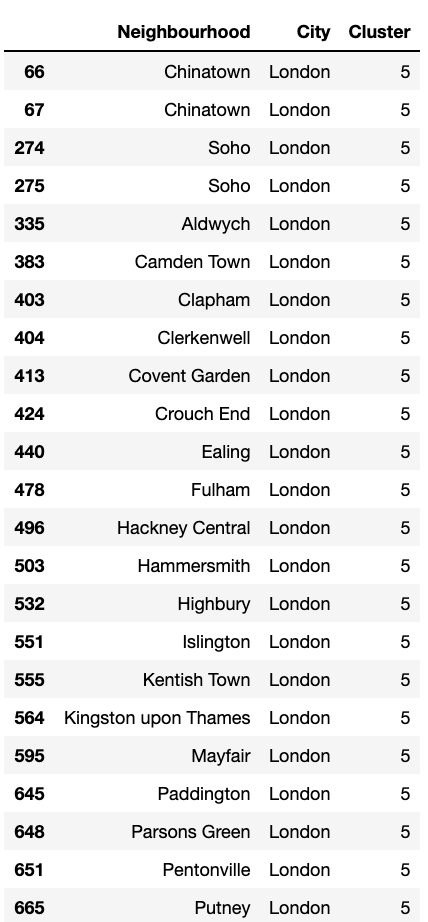 Neighbourhood City Cluster
66 Chinatown London 5
67 Chinatown London 5
274 Soho London 5
275 Soho London 5
335 Aldwych London 5
383 Camden Town London 5
403 Clapham London 5
404 Clerkenwell London 5
413 Covent Garden London 5
424 Crouch End London 5
440 Ealing London 5
478 Fulham London 5
496 Hackney Central London 5
503 Hammersmith London 5
532 Highbury London 5
551 Islington London 5
555 Kentish Town London 5
564 Kingston upon Thames London 5
595 Mayfair London 5
645 Paddington London 5
648 Parsons Green London 5
651 Pentonville London 5
665 Putney London 5